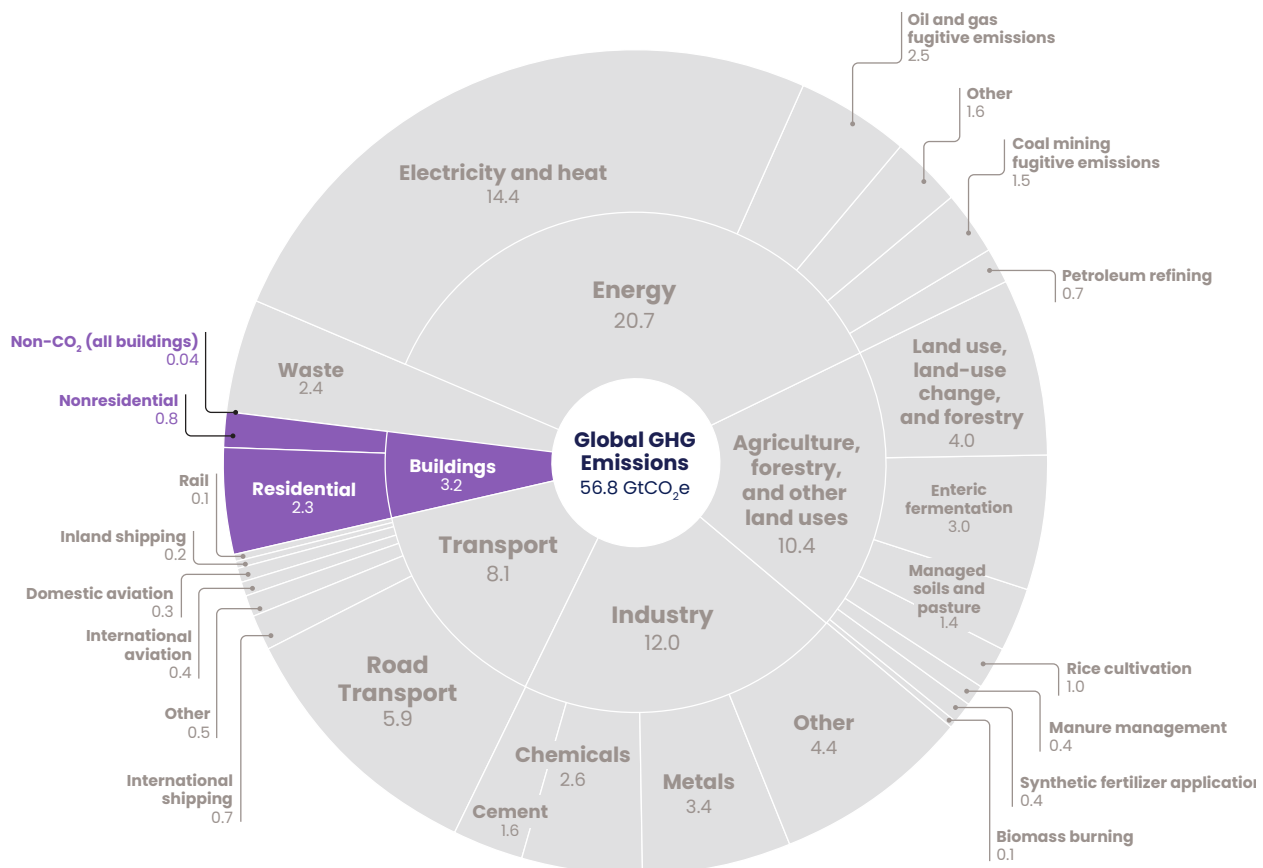 Oil and gas
fugitive emissions
2.5
Other
1.6
Coal mining
fugitive emissions
1.5
Electricity and heat
14.4
Petroleum refining
0.7
Energy
20.7
Non-CO₂ (all buildings)
0.04
Waste
2.4
Land use,
land-use
change,
and forestry
4.0
Nonresidential
0.8
Global GHG
Emissions
56.8 GtCO₂e
Agriculture,
forestry,
and other
land uses
10.4
Buildings
3.2
Residential
2.3
Rail
0.1
Enteric
fermentation
3.0
Inland shipping
0.2
Transport
8.1
Domestic aviation
0.3
Managed
soils and
pasture
1.4
Industry
12.0
International
aviation
0.4
Road
Transport
5.9
Rice cultivation
1.0
Other
0.5
Other
4.4
Manure management
0.4
Chemicals
2.6
Metals
3.4
International
shipping
0.7
Synthetic fertilizer application
0.4
Cement
1.6
Biomass burning
0.1